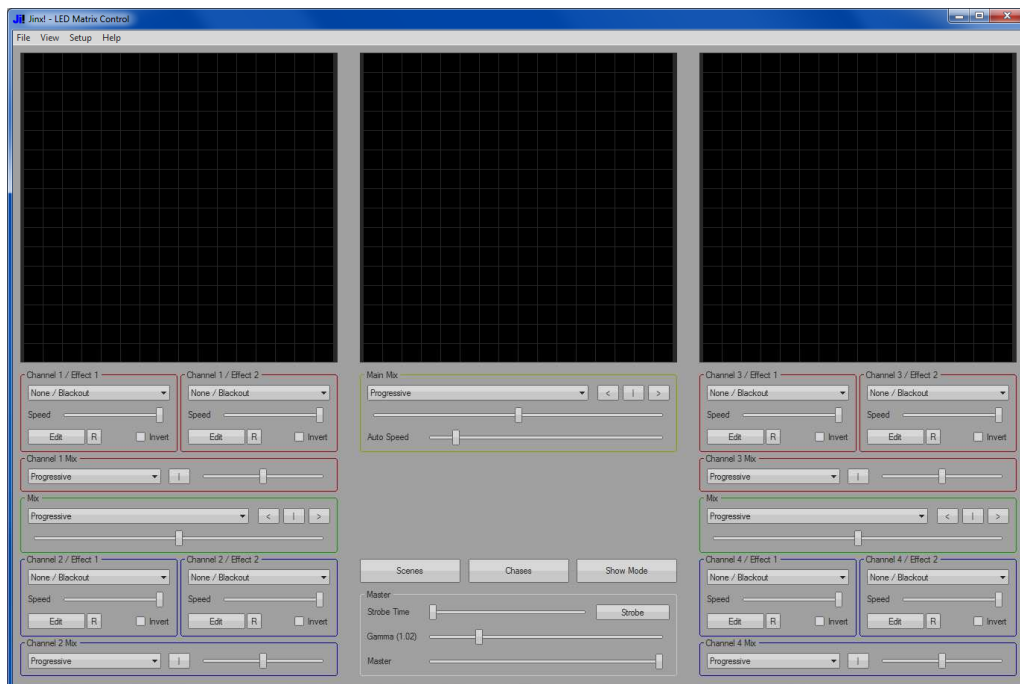 Ji! Jinx! - LED Matrix Control
File View Setup Help
Channel 1 / Effect 1
None / Blackout
Speed
Edit R Invert
Channel 1 / Effect 2
None / Blackout
Speed
Edit R Invert
Channel 1 Mix
Progressive |
Mix
Progressive < | >
Channel 2 / Effect 1
None / Blackout
Speed
Edit R Invert
Channel 2 / Effect 2
None / Blackout
Speed
Edit R Invert
Channel 2 Mix
Progressive |
Main Mix
Progressive < | >
Auto Speed
Scenes Chases Show Mode
Master
Strobe Time Strobe
Gamma (1.02)
Master
Channel 3 / Effect 1
None / Blackout
Speed
Edit R Invert
Channel 3 / Effect 2
None / Blackout
Speed
Edit R Invert
Channel 3 Mix
Progressive |
Mix
Progressive < | >
Channel 4 / Effect 1
None / Blackout
Speed
Edit R Invert
Channel 4 / Effect 2
None / Blackout
Speed
Edit R Invert
Channel 4 Mix
Progressive |